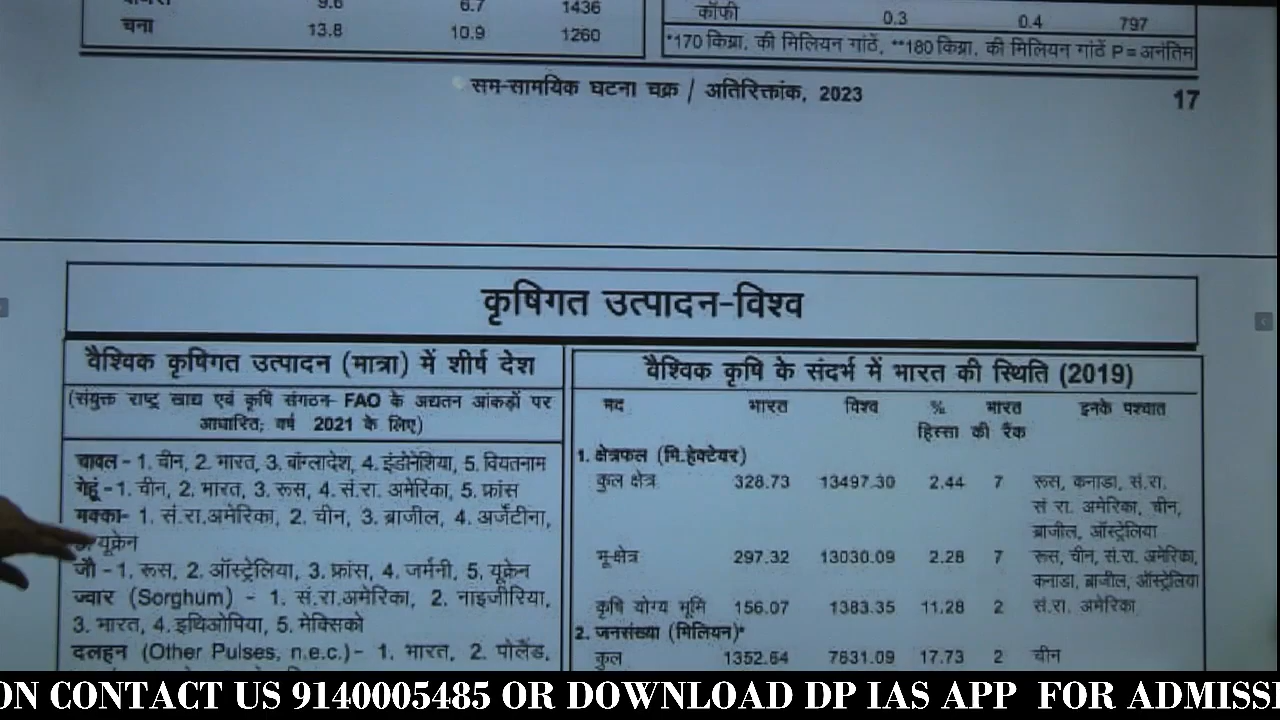 9.6 6.7 1436
चना 13.8 10.9 1260
कॉफी 0.3 0.4 797
*170 किग्रा. की मिलियन गांठें, **180 किग्रा. की मिलियन गांठें P = अनंतिम
सम-सामयिक घटना चक्र / अतिरिक्तांक, 2023
17
कृषिगत उत्पादन-विश्व
वैश्विक कृषिगत उत्पादन (मात्रा) में शीर्ष देश
(संयुक्त राष्ट्र खाद्य एवं कृषि संगठन- FAO के अद्यतन आंकड़ों पर
आधारित; वर्ष 2021 के लिए)
चावल - 1. चीन, 2. भारत, 3. बांग्लादेश, 4. इंडोनेशिया, 5. वियतनाम
गेहूं - 1. चीन, 2. भारत, 3. रूस, 4. सं.रा. अमेरिका, 5. फ्रांस
मक्का- 1. सं.रा.अमेरिका, 2. चीन, 3. ब्राजील, 4. अर्जेंटीना,
यूक्रेन
जौ - 1. रूस, 2. ऑस्ट्रेलिया, 3. फ्रांस, 4. जर्मनी, 5. यूक्रेन
ज्वार (Sorghum) - 1. सं.रा.अमेरिका, 2. नाइजीरिया,
3. भारत, 4. इथिओपिया, 5. मेक्सिको
दलहन (Other Pulses, n.e.c.)- 1. भारत, 2. पोलैंड,
वैश्विक कृषि के संदर्भ में भारत की स्थिति (2019)
मद भारत विश्व % भारत इनके पश्चात
हिस्सा की रैंक
1. क्षेत्रफल (मि.हेक्टेयर)
कुल क्षेत्र 328.73 13497.30 2.44 7 रूस, कनाडा, सं.रा.
सं रा. अमेरिका, चीन,
ब्राजील, ऑस्ट्रेलिया
भू-क्षेत्र 297.32 13030.09 2.28 7 रूस, चीन, सं.रा. अमेरिका,
कनाडा, ब्राजील, ऑस्ट्रेलिया
कृषि योग्य भूमि 156.07 1383.35 11.28 2 सं.रा. अमेरिका
2. जनसंख्या (मिलियन)*
कुल 1352.64 7631.09 17.73 2 चीन
ON CONTACT US 9140005485 OR DOWNLOAD DP IAS APP FOR ADMISSI